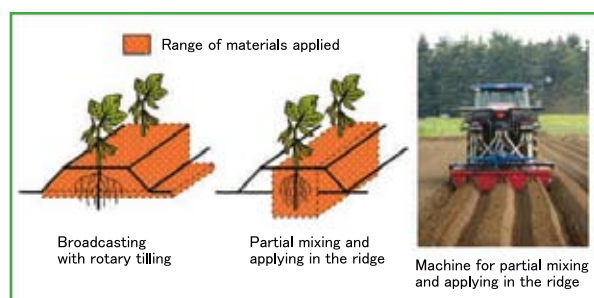 Range of materials applied
Broadcasting
with rotary tilling
Partial mixing and
applying in the ridge
Machine for partial mixing
and applying in the ridge